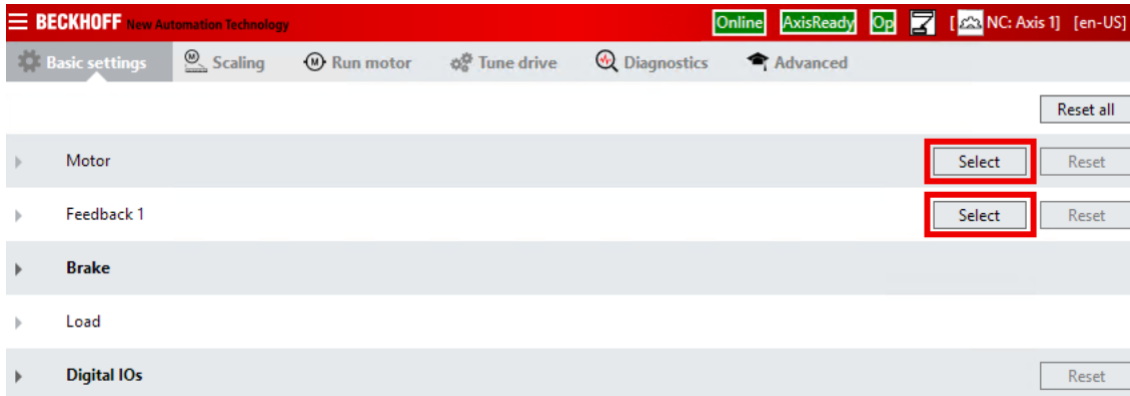 BECKHOFF New Automation Technology Online AxisReady Op [ NC: Axis 1] [en-US]
Basic settings Scaling Run motor Tune drive Diagnostics Advanced
Reset all
Motor Select Reset
Feedback 1 Select Reset
Brake
Load
Digital IOs Reset